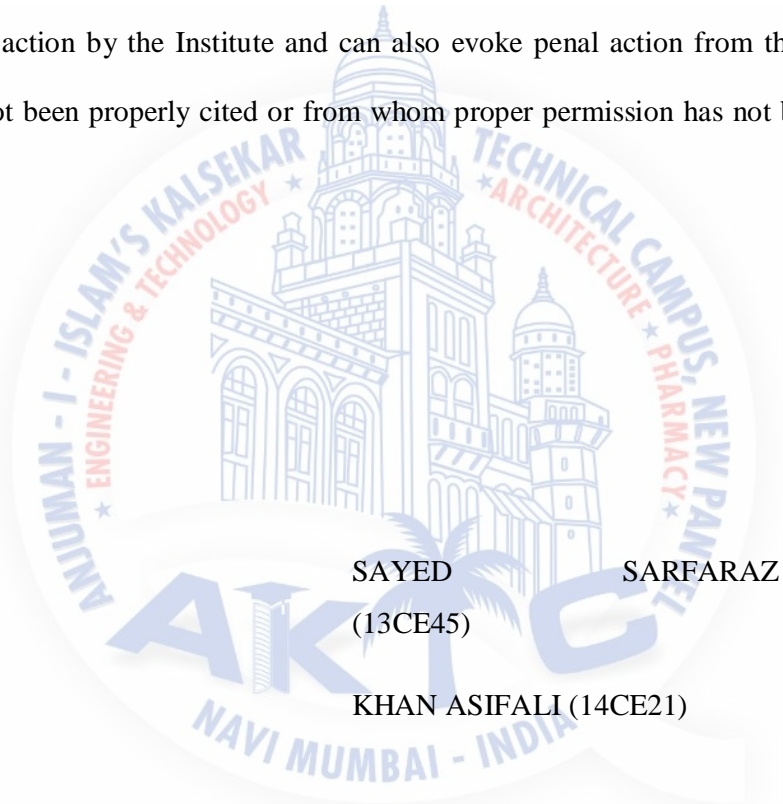 action by the Institute and can also evoke penal action from th
ot been properly cited or from whom proper permission has not b
ANJUMAN - I - ISLAM'S KALSEKAR TECHNICAL CAMPUS, NEW PANVEL
★ ENGINEERING & TECHNOLOGY ★ ★ ARCHITECTURE ★ PHARMACY ★
SAYED SARFARAZ
(13CE45)
KHAN ASIFALI (14CE21)
AKTC
NAVI MUMBAI - INDIA